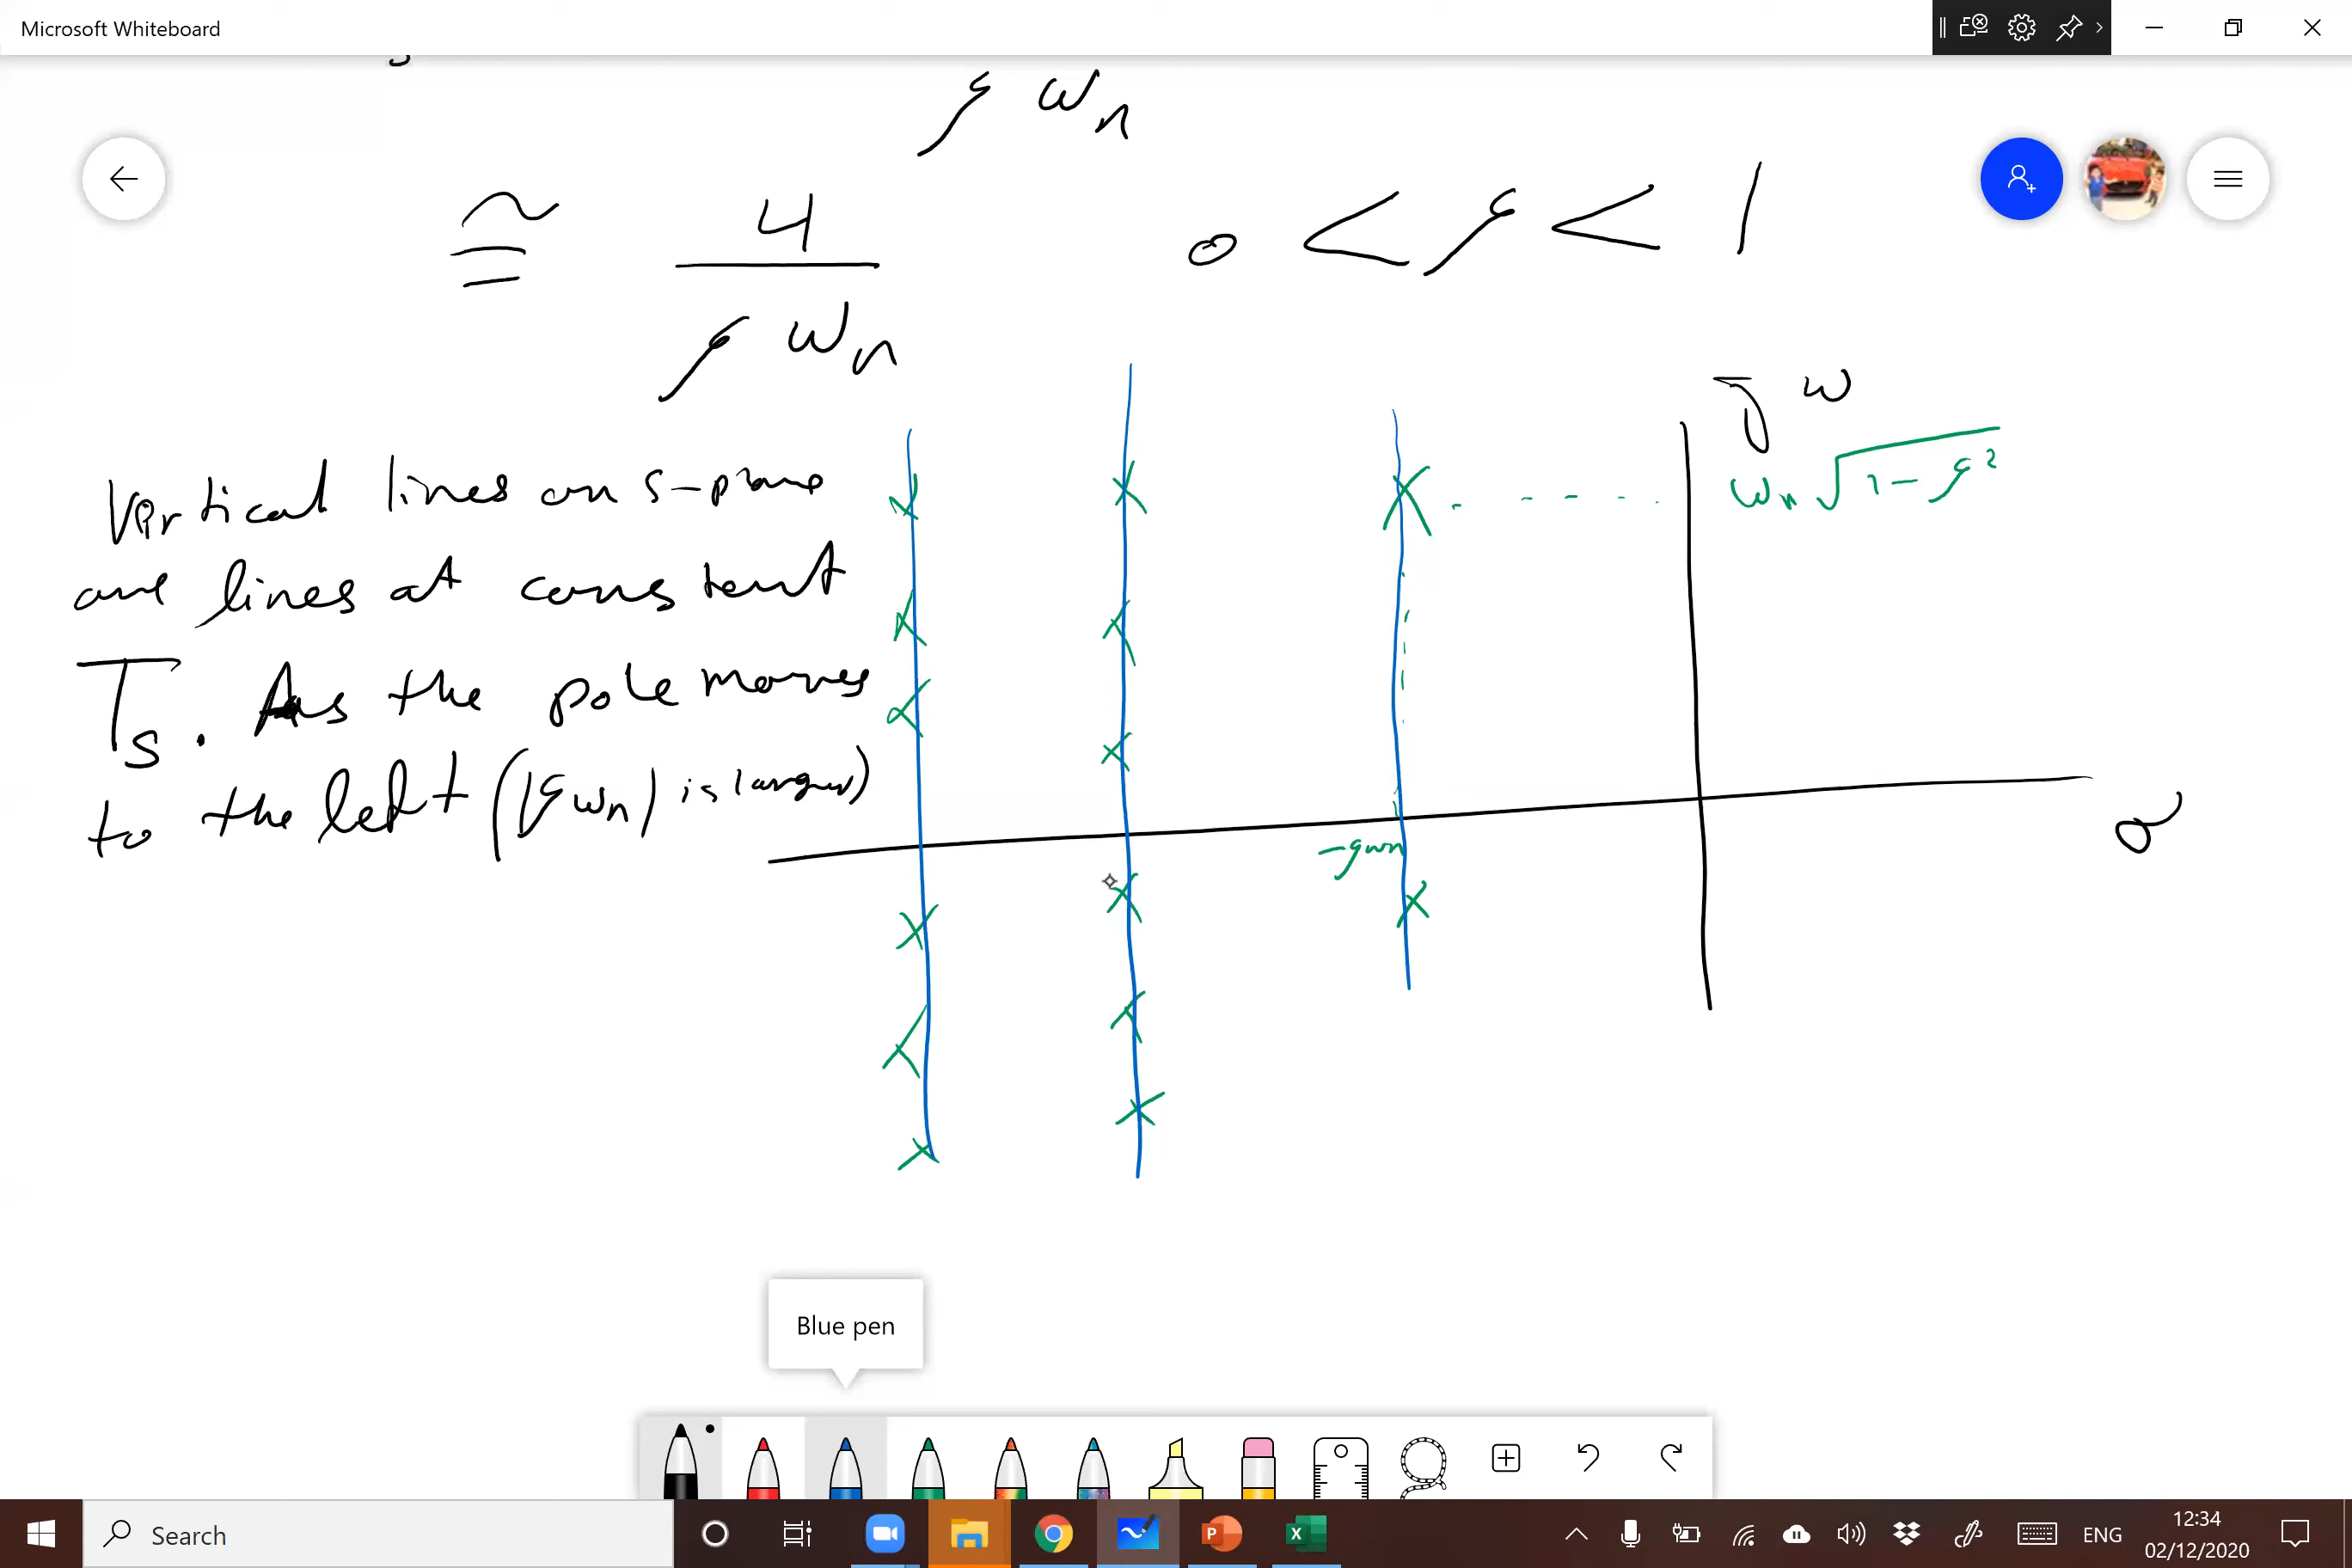 Microsoft Whiteboard
ζ ωn
≅ 4 / ζ ωn
0 < ζ < 1
jω
ωn √1-ζ²
Vertical lines on s-plane
are lines at constant
Ts. As the pole moves
to the left (|ζωn| is larger)
-ζωn
σ
Blue pen
Search
P
X
ENG
12:34
02/12/2020